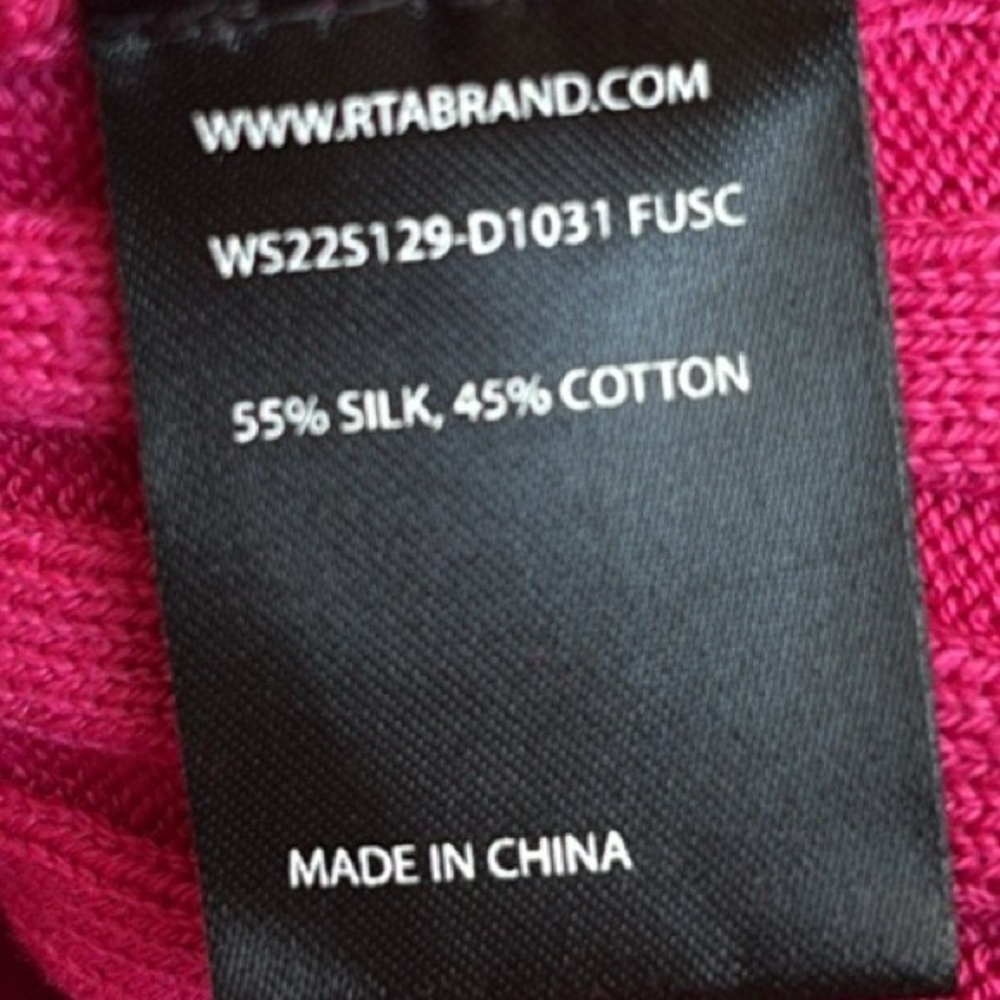 WWW.RTABRAND.COM
WS22S129-D1031 FUSC
55% SILK, 45% COTTON
MADE IN CHINA